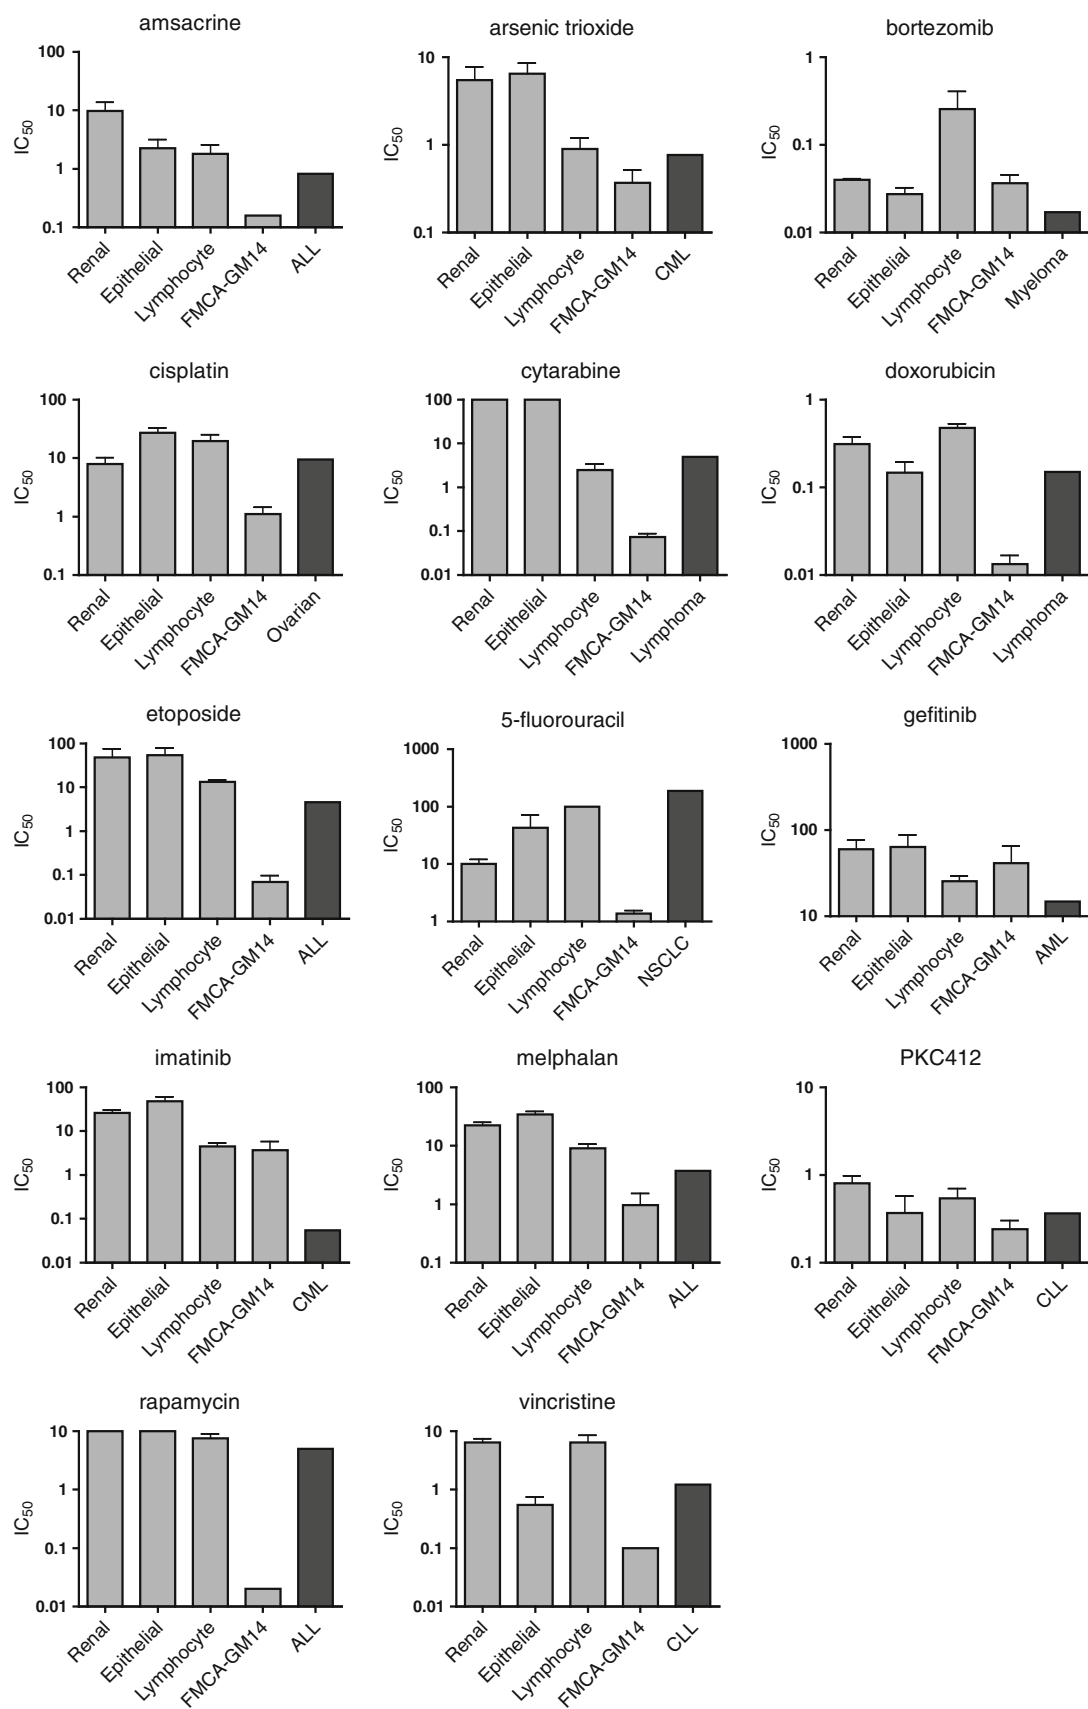 amsacrine
IC50
100
10
1
0.1
Renal
Epithelial
Lymphocyte
FMCA-GM14
ALL
arsenic trioxide
IC50
10
1
0.1
Renal
Epithelial
Lymphocyte
FMCA-GM14
CML
bortezomib
IC50
1
0.1
0.01
Renal
Epithelial
Lymphocyte
FMCA-GM14
Myeloma
cisplatin
IC50
100
10
1
0.1
Renal
Epithelial
Lymphocyte
FMCA-GM14
Ovarian
cytarabine
IC50
100
10
1
0.1
0.01
Renal
Epithelial
Lymphocyte
FMCA-GM14
Lymphoma
doxorubicin
IC50
1
0.1
0.01
Renal
Epithelial
Lymphocyte
FMCA-GM14
Lymphoma
etoposide
IC50
100
10
1
0.1
0.01
Renal
Epithelial
Lymphocyte
FMCA-GM14
ALL
5-fluorouracil
IC50
1000
100
10
1
Renal
Epithelial
Lymphocyte
FMCA-GM14
NSCLC
gefitinib
IC50
1000
100
10
Renal
Epithelial
Lymphocyte
FMCA-GM14
AML
imatinib
IC50
100
10
1
0.1
0.01
Renal
Epithelial
Lymphocyte
FMCA-GM14
CML
melphalan
IC50
100
10
1
0.1
Renal
Epithelial
Lymphocyte
FMCA-GM14
ALL
PKC412
IC50
10
1
0.1
Renal
Epithelial
Lymphocyte
FMCA-GM14
CLL
rapamycin
IC50
10
1
0.1
0.01
Renal
Epithelial
Lymphocyte
FMCA-GM14
ALL
vincristine
IC50
10
1
0.1
0.01
Renal
Epithelial
Lymphocyte
FMCA-GM14
CLL